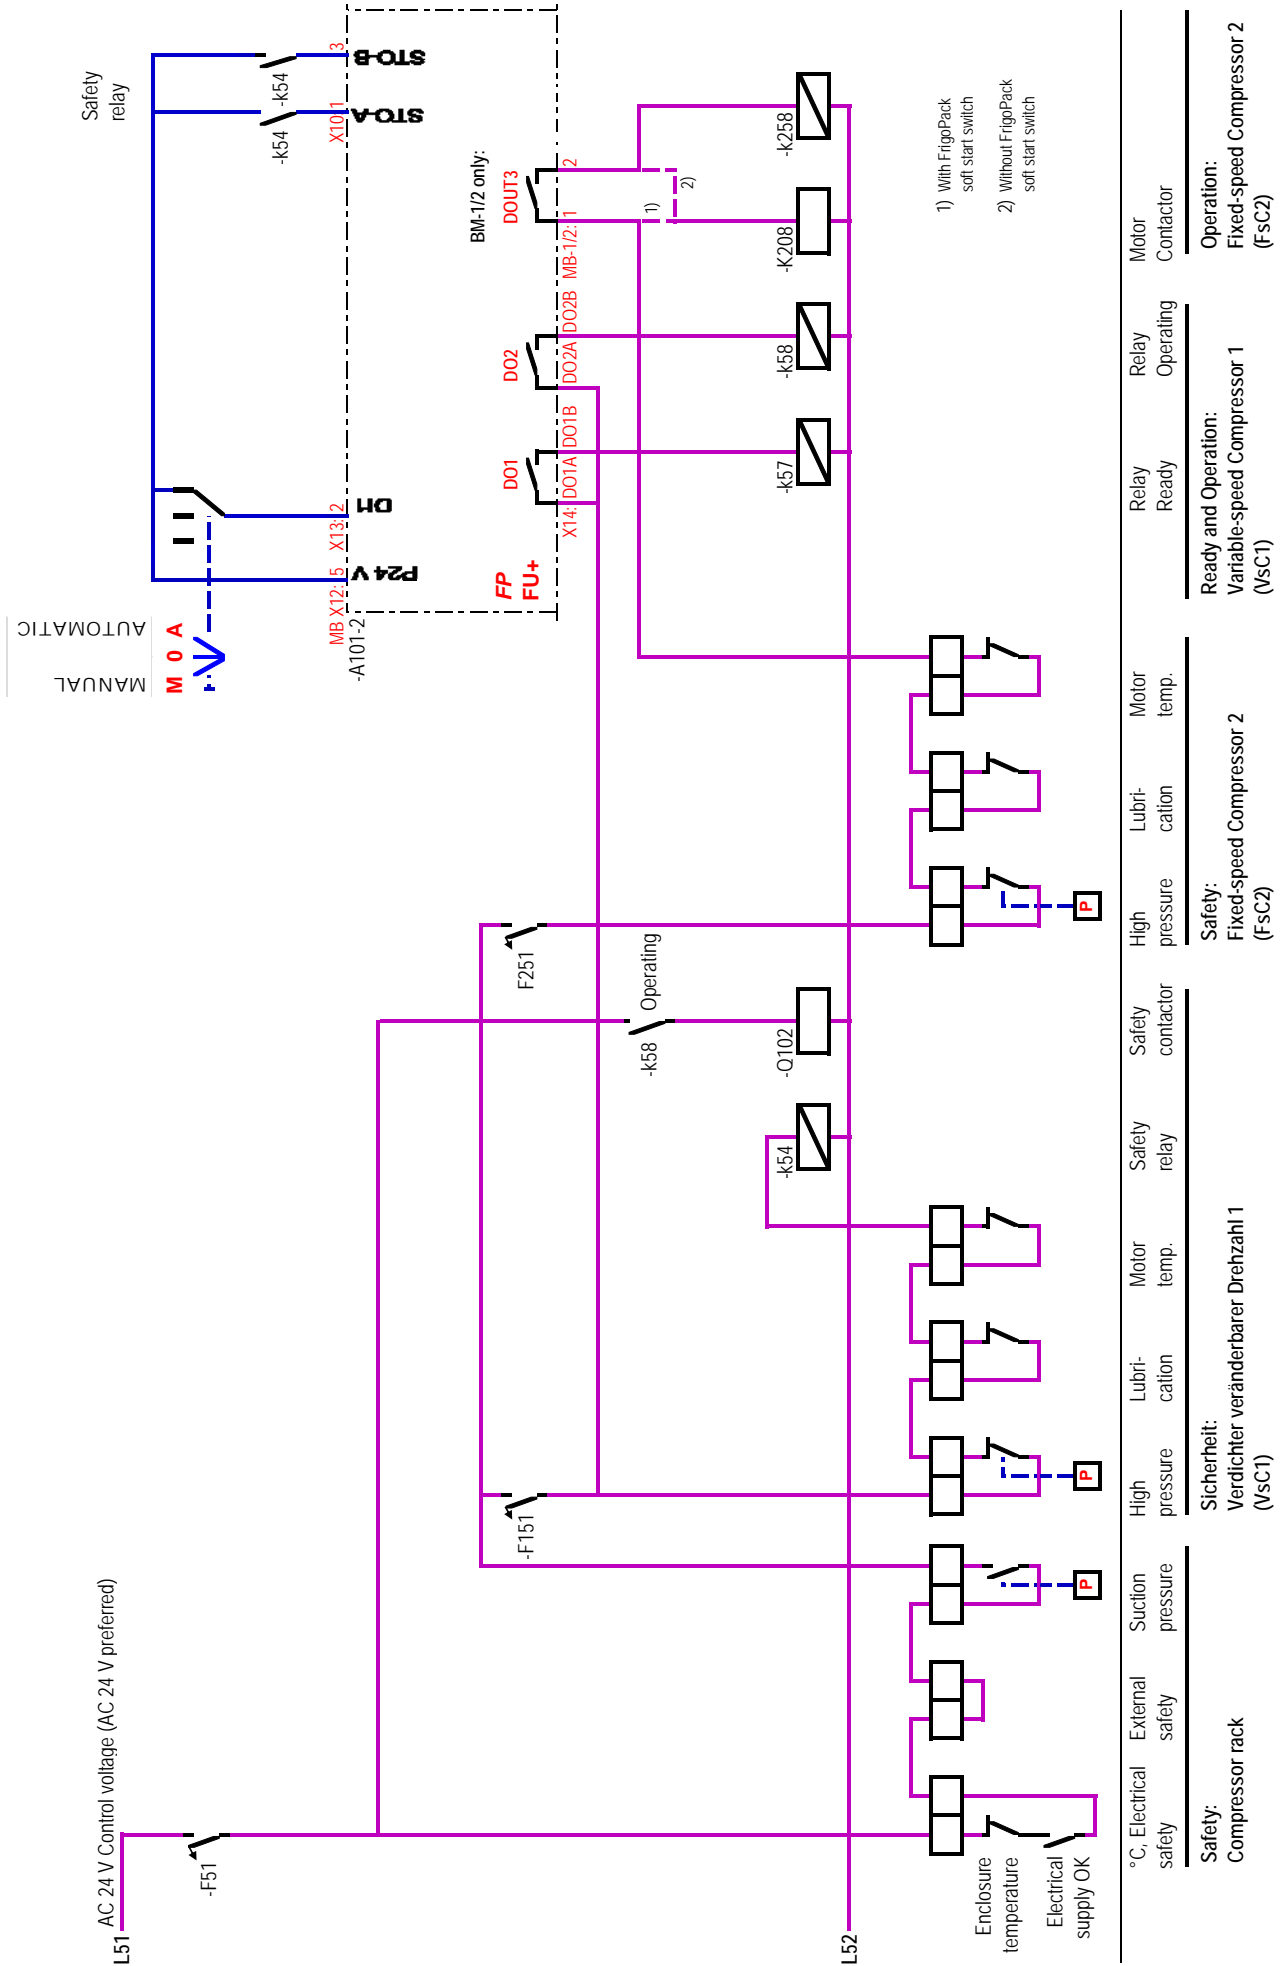 AC 24 V Control voltage (AC 24 V preferred)
L51
-F51
L52
-F151
F251
-k58
Operating
-Q102
-k54
MANUAL
AUTOMATIC
M 0 A
MB X12: 5
X13: 2
X10:1
3
P24 V
DI1
STO-A
STO-B
-k54
-k54
Safety
relay
-A101-2
FP
FU+
DO1
DO2
BM-1/2 only:
DOUT3
X14: DO1A DO1B
DO2A DO2B
MB-1/2: 1
2
1)
2)
-k57
-k58
-K208
-k258
1) With FrigoPack
soft start switch
2) Without FrigoPack
soft start switch
Enclosure
temperature
Electrical
supply OK
P
P
P
°C, Electrical
safety
External
safety
Suction
pressure
High
pressure
Lubri-
cation
Motor
temp.
Safety
relay
Safety
contactor
High
pressure
Lubri-
cation
Motor
temp.
Relay
Ready
Relay
Operating
Motor
Contactor
Safety:
Compressor rack
Sicherheit:
Verdichter veränderbarer Drehzahl 1
(VsC1)
Safety:
Fixed-speed Compressor 2
(FsC2)
Ready and Operation:
Variable-speed Compressor 1
(VsC1)
Operation:
Fixed-speed Compressor 2
(FsC2)